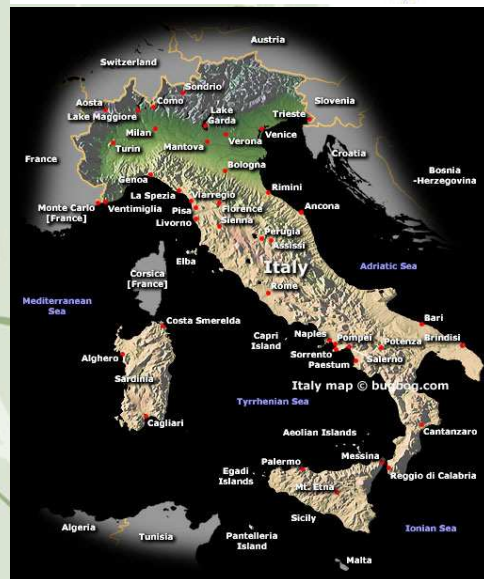 Austria
Switzerland
Sondrio
Slovenia
Aosta
Como
Lake
Garda
Trieste
Lake Maggiore
Milan
Venice
Turin
Mantova
Verona
Croatia
France
Bologna
Bosnia
-Herzegovina
Genoa
Rimini
La Spezia
Viarregio
Monte Carlo
[France]
Ventimiglia
Pisa
Florence
Ancona
Livorno
Sienna
Perugia
Assissi
Elba
Italy
Adriatic Sea
Corsica
[France]
Rome
Mediterranean
Sea
Costa Smerelda
Bari
Capri
Island
Naples
Pompei
Brindisi
Sorrento
Potenza
Alghero
Paestum
Salerno
Sardinia
Italy map © bugbog.com
Tyrrhenian Sea
Cagliari
Cantanzaro
Aeolian Islands
Messina
Palermo
Reggio di Calabria
Egadi
Islands
Mt. Etna
Sicily
Algeria
Tunisia
Pantelleria
Island
Ionian Sea
Malta